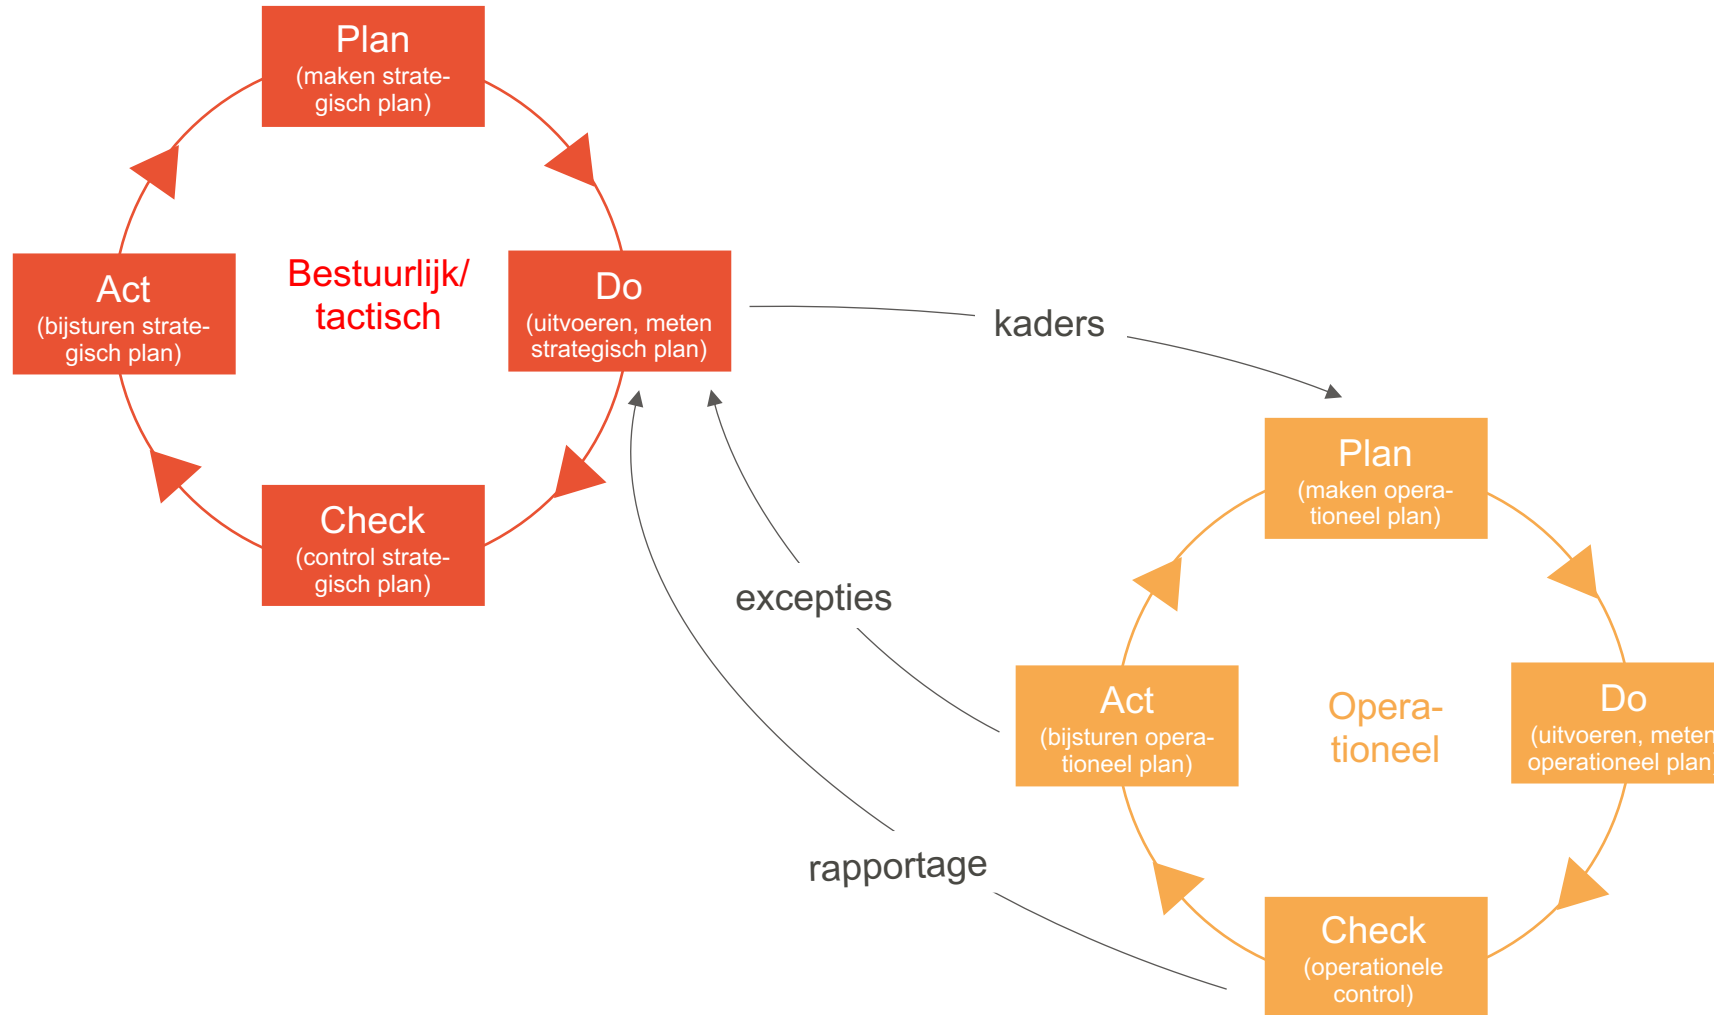 Plan
(maken strate-
gisch plan)
Act
(bijsturen strate-
gisch plan)
Bestuurlijk/
tactisch
Do
(uitvoeren, meten
strategisch plan)
Check
(control strate-
gisch plan)
kaders
excepties
rapportage
Plan
(maken opera-
tioneel plan)
Act
(bijsturen opera-
tioneel plan)
Opera-
tioneel
Do
(uitvoeren, meten
operationeel plan
Check
(operationele
control)